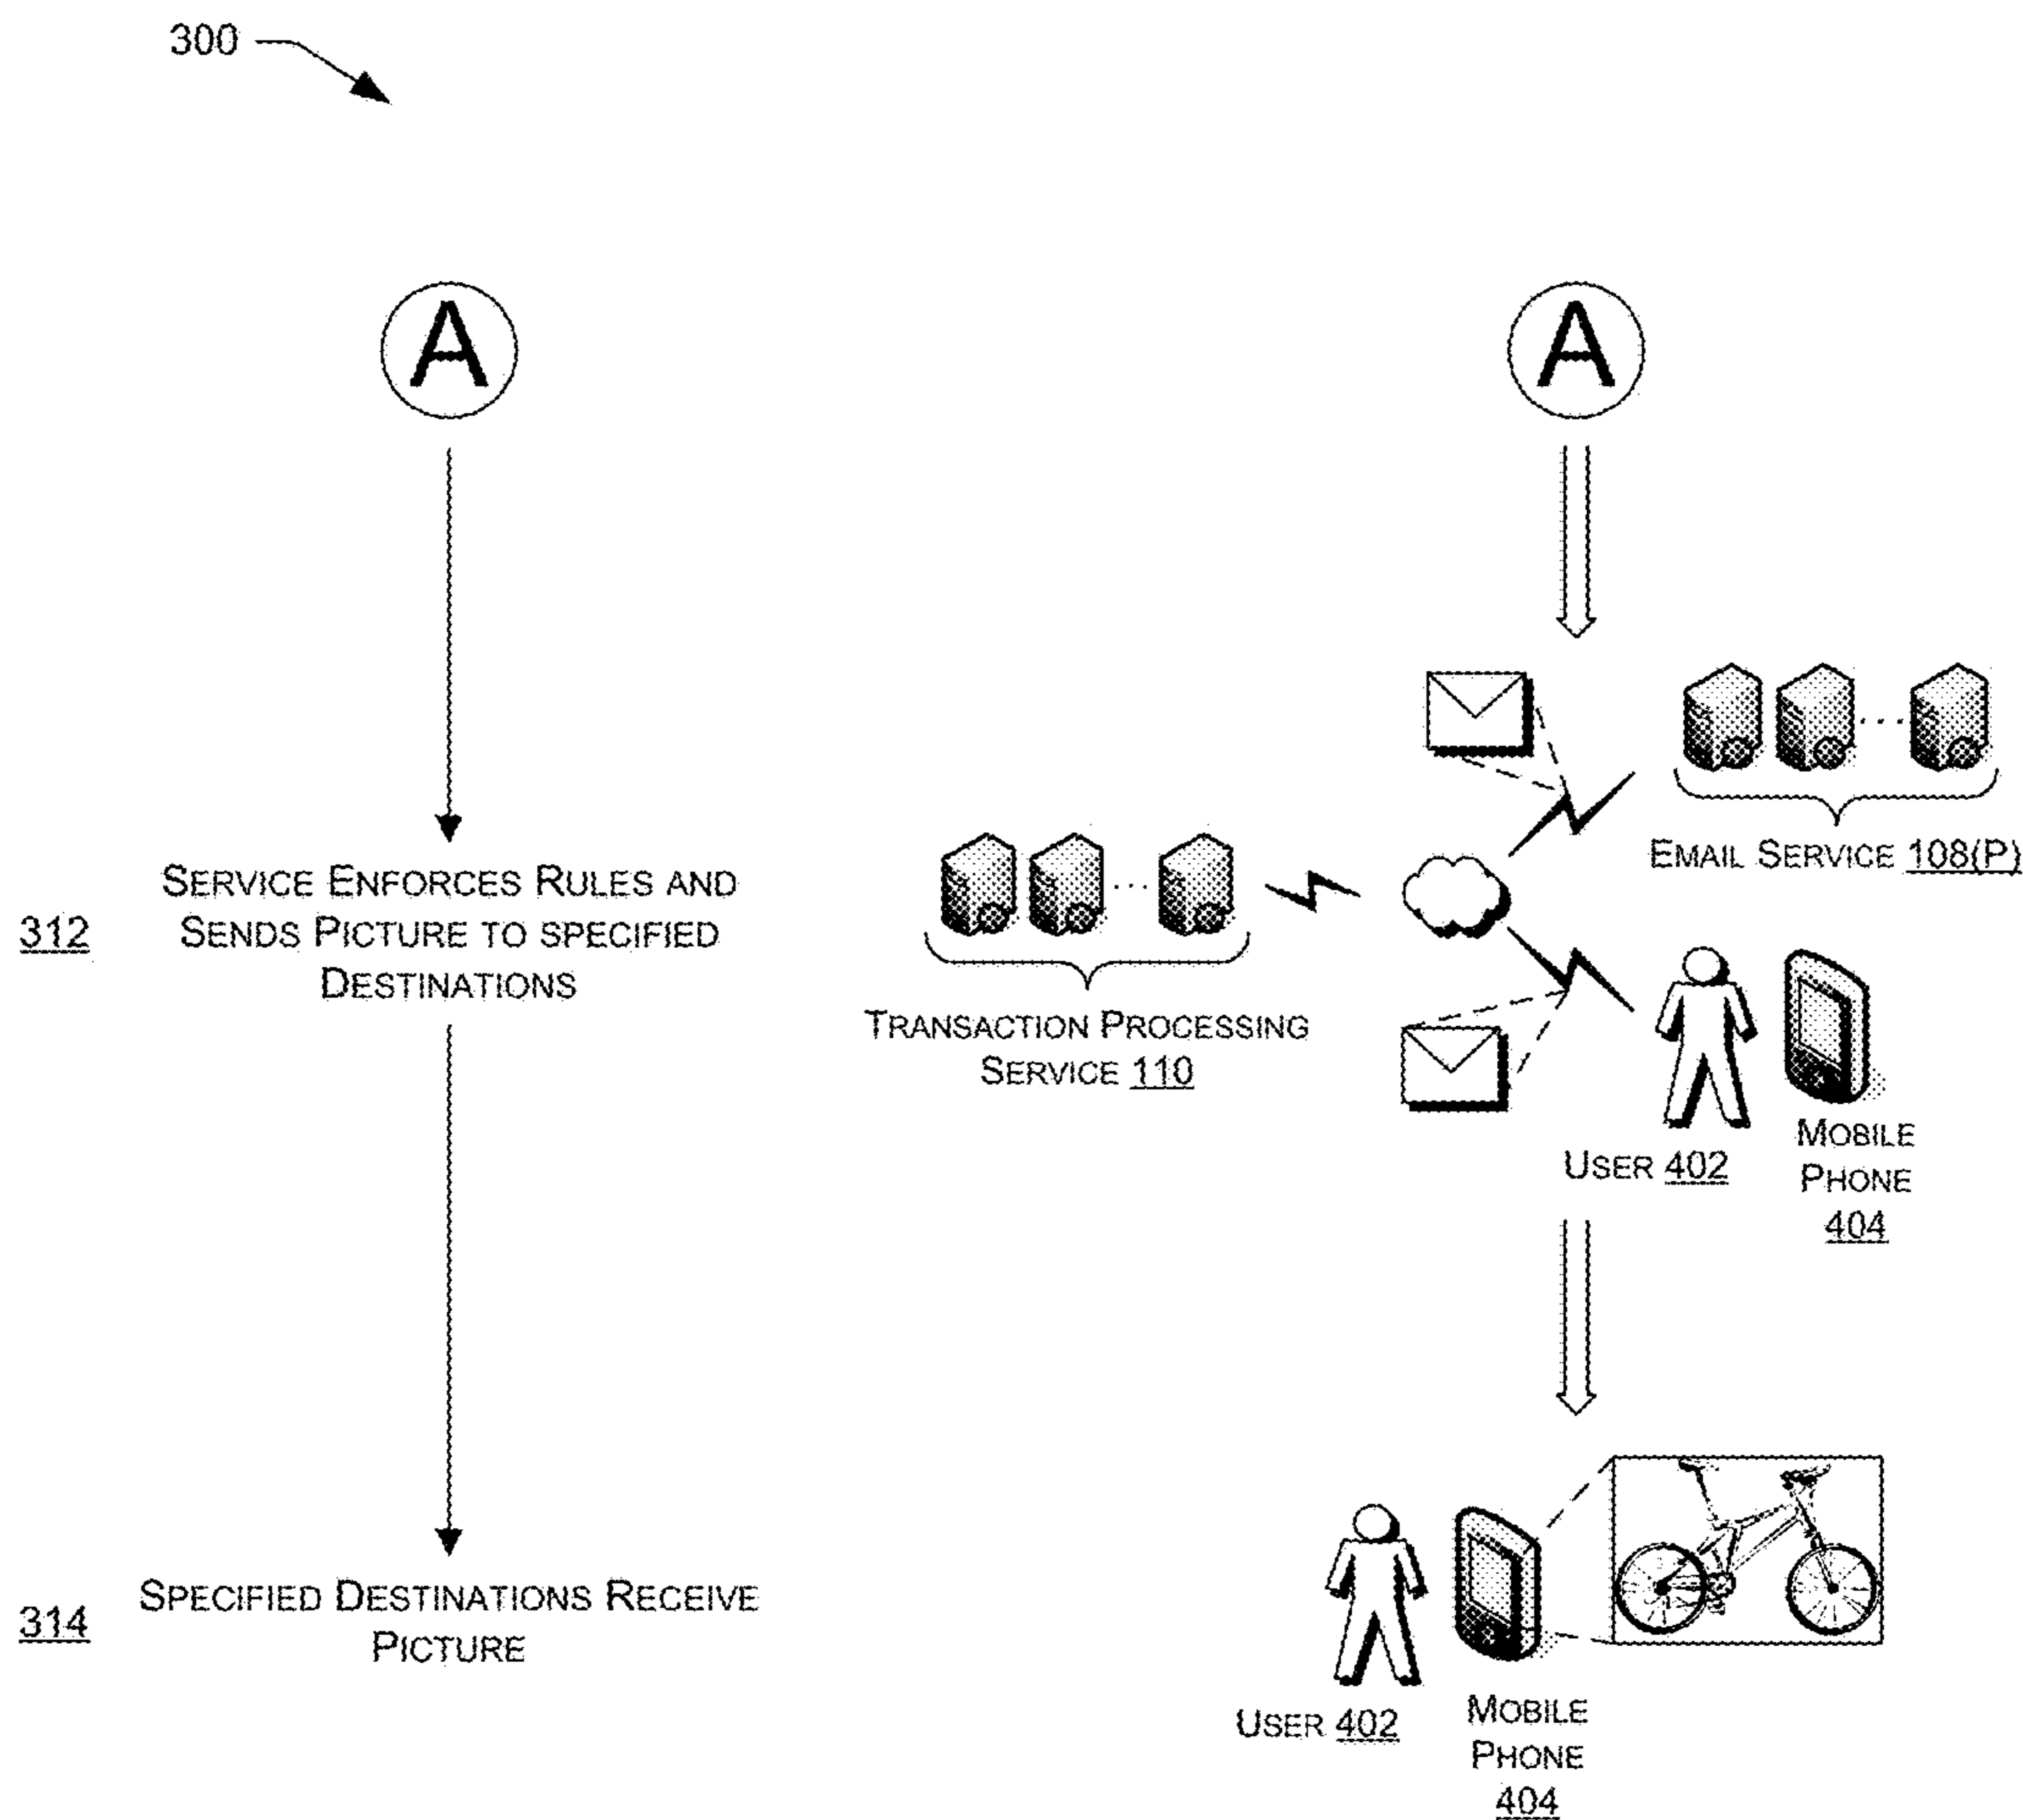 300
A
A
EMAIL SERVICE 108(P)
312
SERVICE ENFORCES RULES AND
SENDS PICTURE TO SPECIFIED
DESTINATIONS
TRANSACTION PROCESSING
SERVICE 110
USER 402
MOBILE
PHONE
404
314
SPECIFIED DESTINATIONS RECEIVE
PICTURE
USER 402
MOBILE
PHONE
404